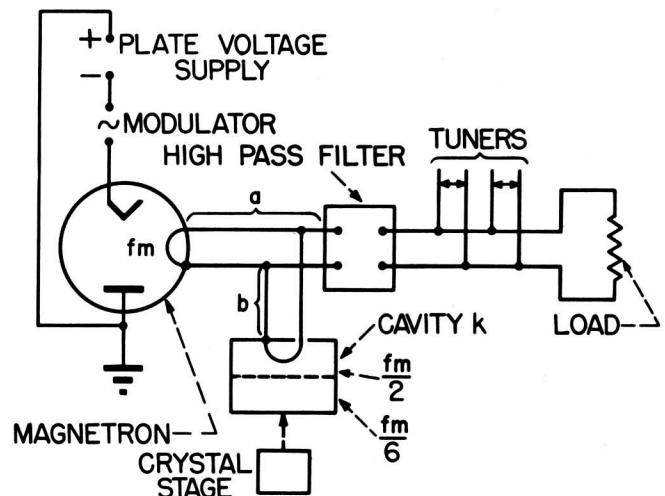 + PLATE VOLTAGE
− SUPPLY
~ MODULATOR
HIGH PASS FILTER
TUNERS
a
fm
b
CAVITY k
fm/2
fm/6
LOAD
MAGNETRON
CRYSTAL
STAGE